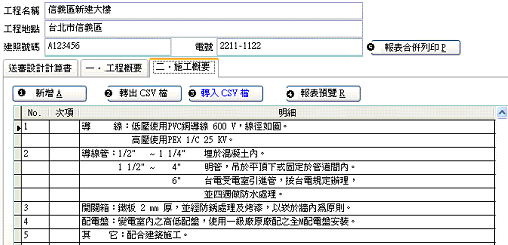 工程名稱 信義區新建大樓
工程地點 台北市信義區
建照號碼 A123456 電號 2211-1122 ❺ 報表合併列印 P
送審設計計算書 一．工程概要 二．施工概要
❶ 新增 A ❷ 轉出 CSV 檔 ❸ 轉入 CSV 檔 ❹ 報表預覽 R
No. 次項 明細
1 導 線：低壓使用PVC銅導線 600 V，線徑如圖。
高壓使用PEX 1/C 25 KV。
2 導線管：1/2" ~ 1 1/4" 埋於混凝土內。
1 1/2" ~ 4" 明管，吊於平頂下或固定於管道間內。
6" 台電受電室引進管，按台電規定辦理，
並四週做防水處理。
3 開關箱：鐵板 2 mm 厚，並經防銹處理及烤漆，以崁於牆內為原則。
4 配電盤：變電室內之高低配盤，使用一級廠原廠配之全M配電盤安裝。
5 其 它：配合建築施工。